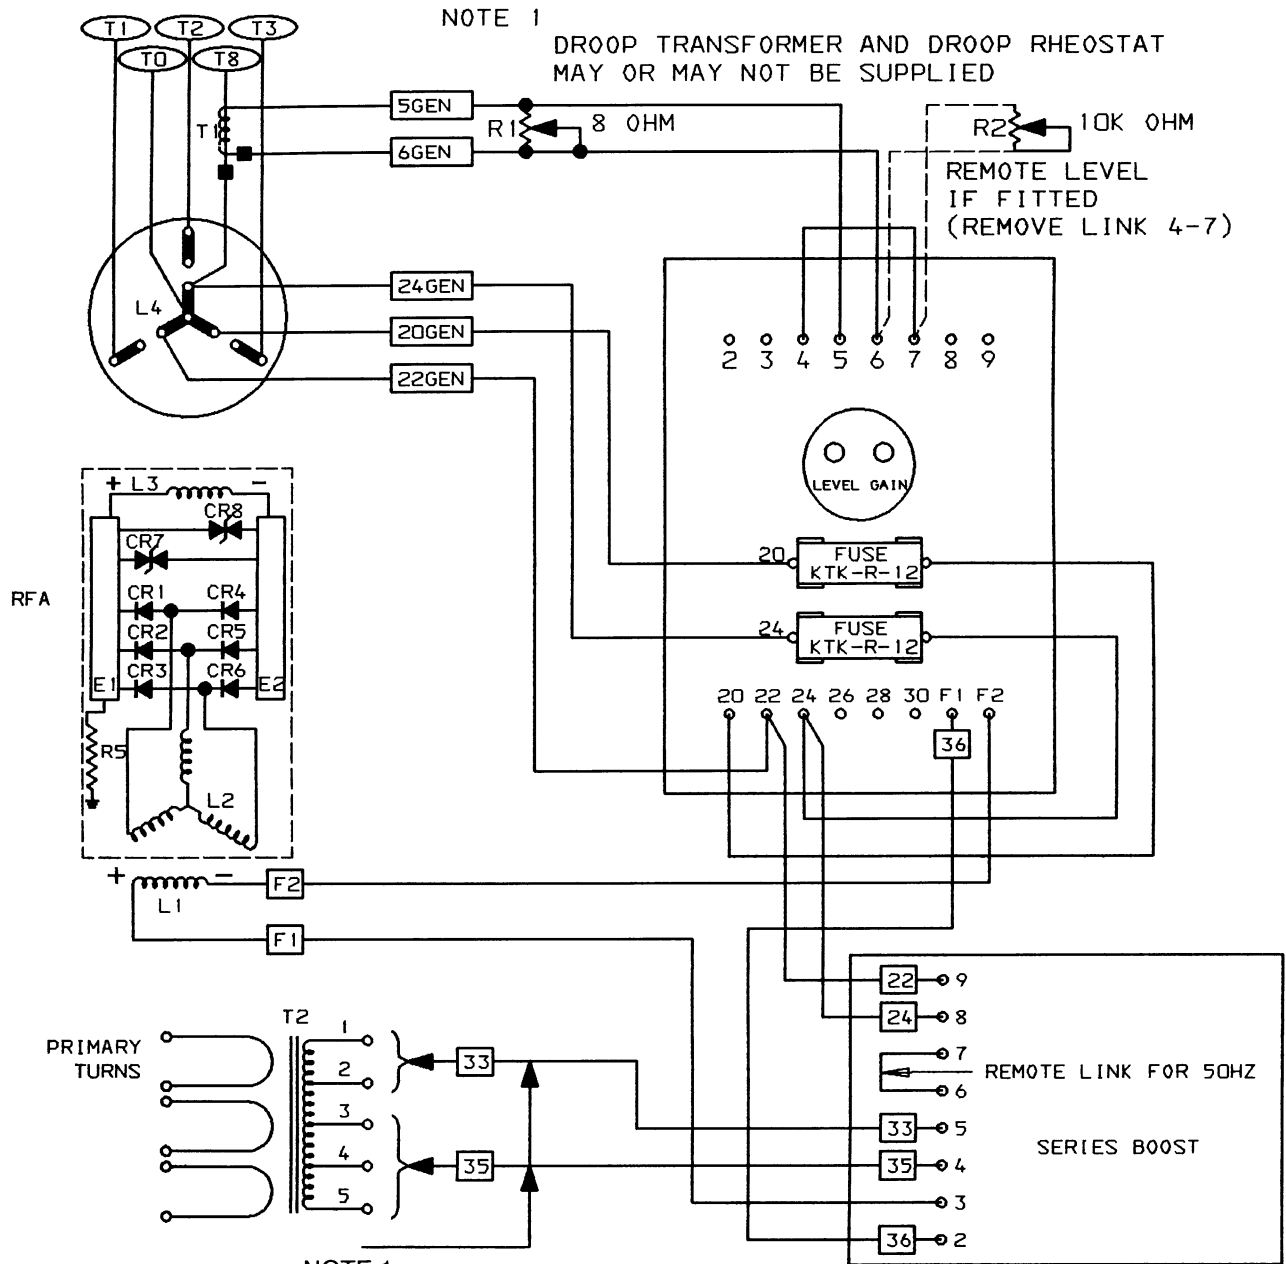 NOTE 1
DROOP TRANSFORMER AND DROOP RHEOSTAT
MAY OR MAY NOT BE SUPPLIED
T1
T2
T3
T0
T8
T1
5GEN
6GEN
R1
8 OHM
R2
10K OHM
REMOTE LEVEL
IF FITTED
(REMOVE LINK 4-7)
L4
24GEN
20GEN
22GEN
2 3 4 5 6 7 8 9
LEVEL GAIN
20
FUSE
KTK-R-12
24
FUSE
KTK-R-12
20 22 24 26 28 30 F1 F2
36
RFA
+ L3 -
CR8
CR7
CR1 CR4
CR2 CR5
CR3 CR6
E1 E2
R5
L2
+ -
L1
F2
F1
PRIMARY
TURNS
T2
1
2
3
4
5
33
35
22 9
24 8
7
REMOTE LINK FOR 50HZ
6
33 5
SERIES BOOST
35 4
3
36 2
NOTE 1